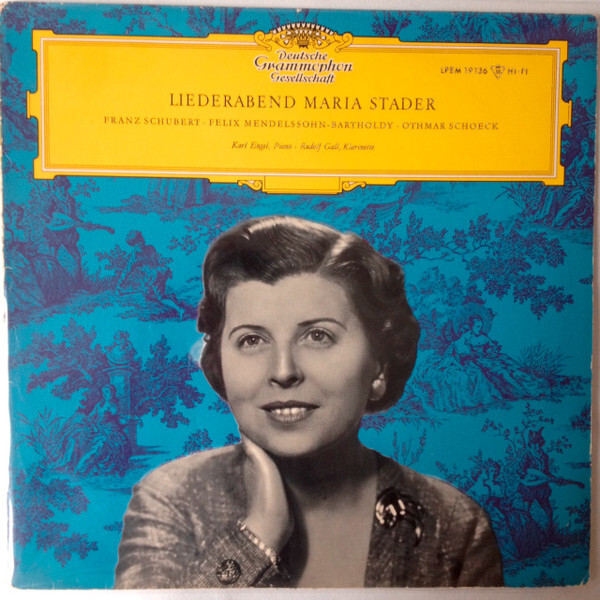 Deutsche
Grammophon
Gesellschaft
LPEM 19136 HI-FI
LIEDERABEND MARIA STADER
FRANZ SCHUBERT · FELIX MENDELSSOHN-BARTHOLDY · OTHMAR SCHOECK
Karl Engel, Piano - Rudolf Gall, Klarinette